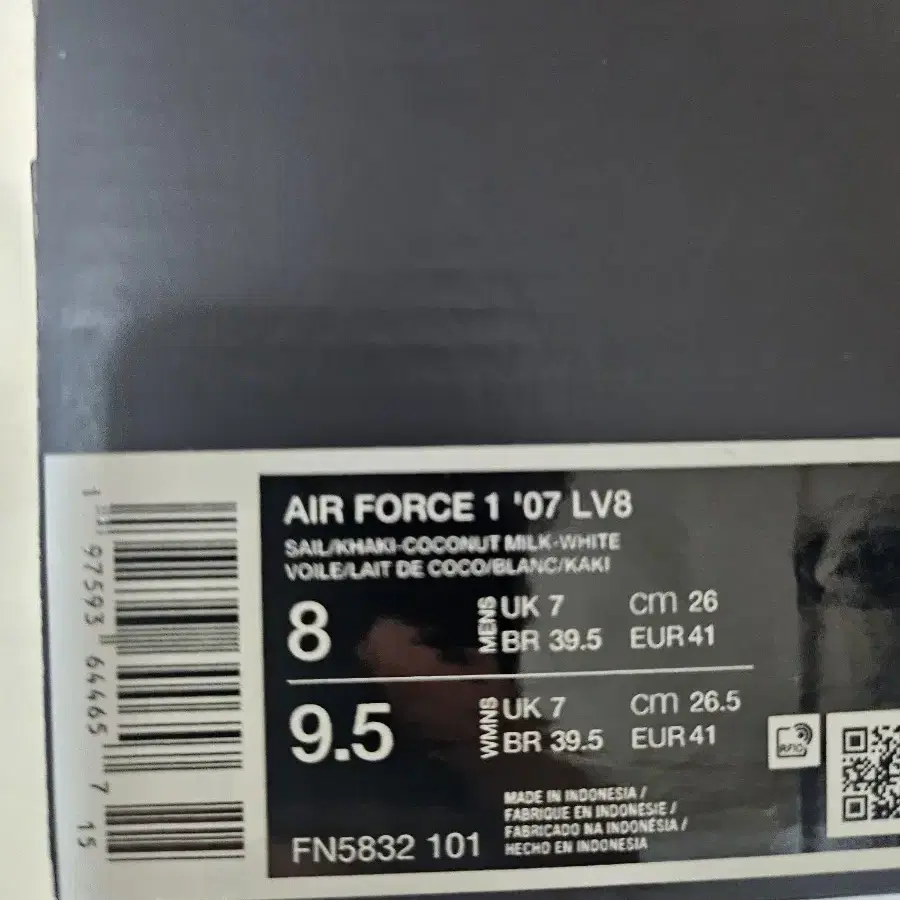 AIR FORCE 1 '07 LV8
SAIL/KHAKI-COCONUT MILK-WHITE
VOILE/LAIT DE COCO/BLANC/KAKI
8 MENS UK 7 cm 26
BR 39.5 EUR 41
9.5 WMNS UK 7 cm 26.5
BR 39.5 EUR 41
RFID
MADE IN INDONESIA /
FABRIQUE EN INDONESIE /
FABRICADO NA INDONÉSIA /
HECHO EN INDONESIA
FN5832 101
1 97593 64465 7 15